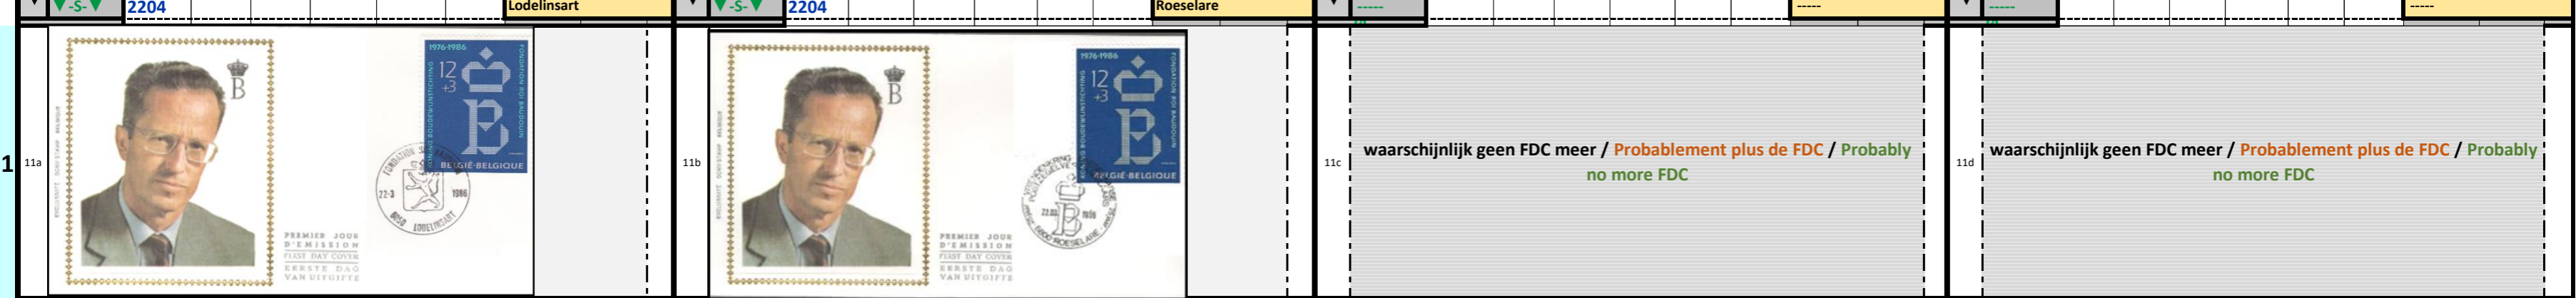 ▼ ▼-S-▼ 2204 Lodelinsart ▼ ▼-S-▼ 2204 Roeselare ▼ ----- ----- ▼ ----- -----
1
11a
B
1976-1986
12
+3
KONING BOUDEWIJNSTICHTING
FONDATION ROI BAUDOUIN
B
BELGIË-BELGIQUE
FONDATION
22-3 1986
6050 LODELINSART
PREMIER JOUR
D'EMISSION
FIRST DAY COVER
EERSTE DAG
VAN UITGIFTE
11b
B
1976-1986
12
+3
KONING BOUDEWIJNSTICHTING
FONDATION ROI BAUDOUIN
B
BELGIË-BELGIQUE
1986
8800 ROESELARE
PREMIER JOUR
D'EMISSION
FIRST DAY COVER
EERSTE DAG
VAN UITGIFTE
11c
waarschijnlijk geen FDC meer / Probablement plus de FDC / Probably
no more FDC
11d
waarschijnlijk geen FDC meer / Probablement plus de FDC / Probably
no more FDC